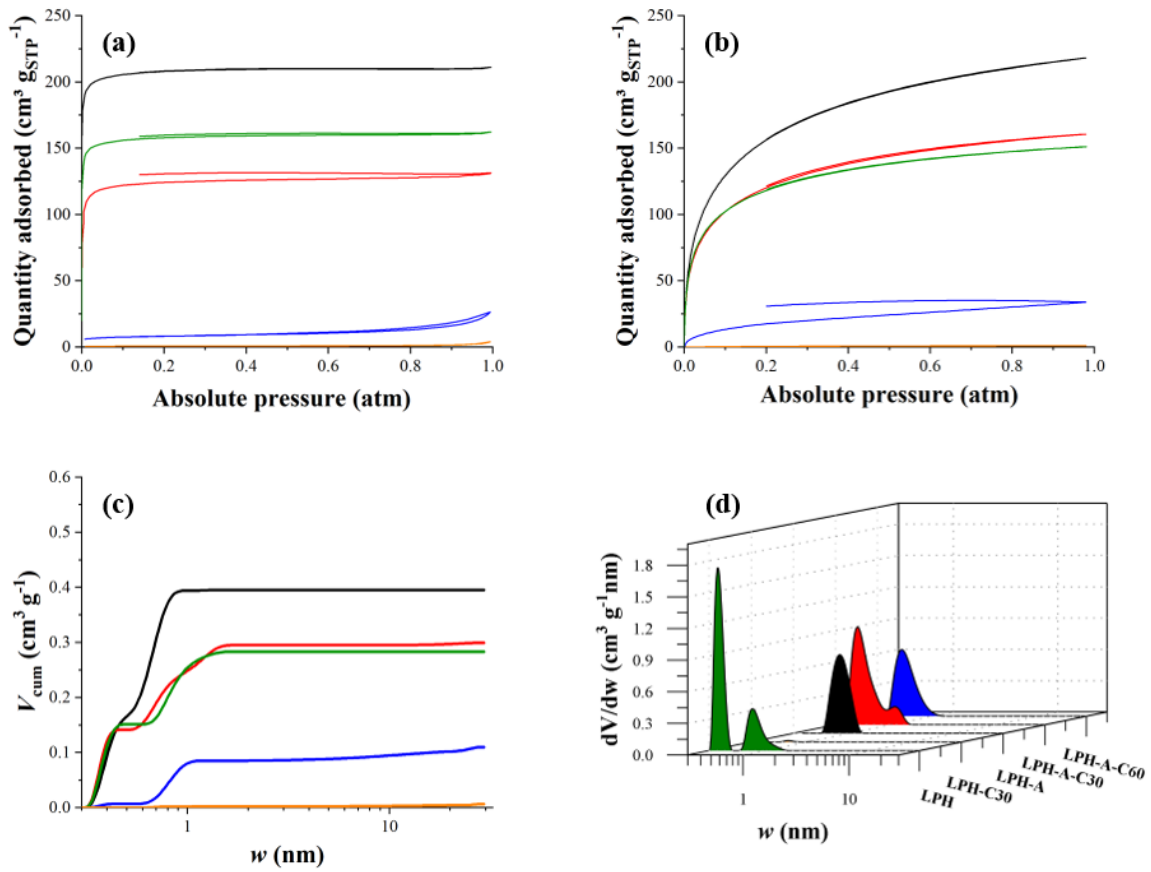 (a)
Quantity adsorbed (cm³ g_STP⁻¹)
250
200
150
100
50
0
0.0 0.2 0.4 0.6 0.8 1.0
Absolute pressure (atm)
(b)
Quantity adsorbed (cm³ g_STP⁻¹)
250
200
150
100
50
0
0.0 0.2 0.4 0.6 0.8 1.0
Absolute pressure (atm)
(c)
V_cum (cm³ g⁻¹)
0.6
0.5
0.4
0.3
0.2
0.1
0.0
1 10
w (nm)
(d)
dV/dw (cm³ g⁻¹nm)
1.8
1.5
1.2
0.9
0.6
0.3
0.0
1 10
w (nm)
LPH
LPH-C30
LPH-A
LPH-A-C30
LPH-A-C60